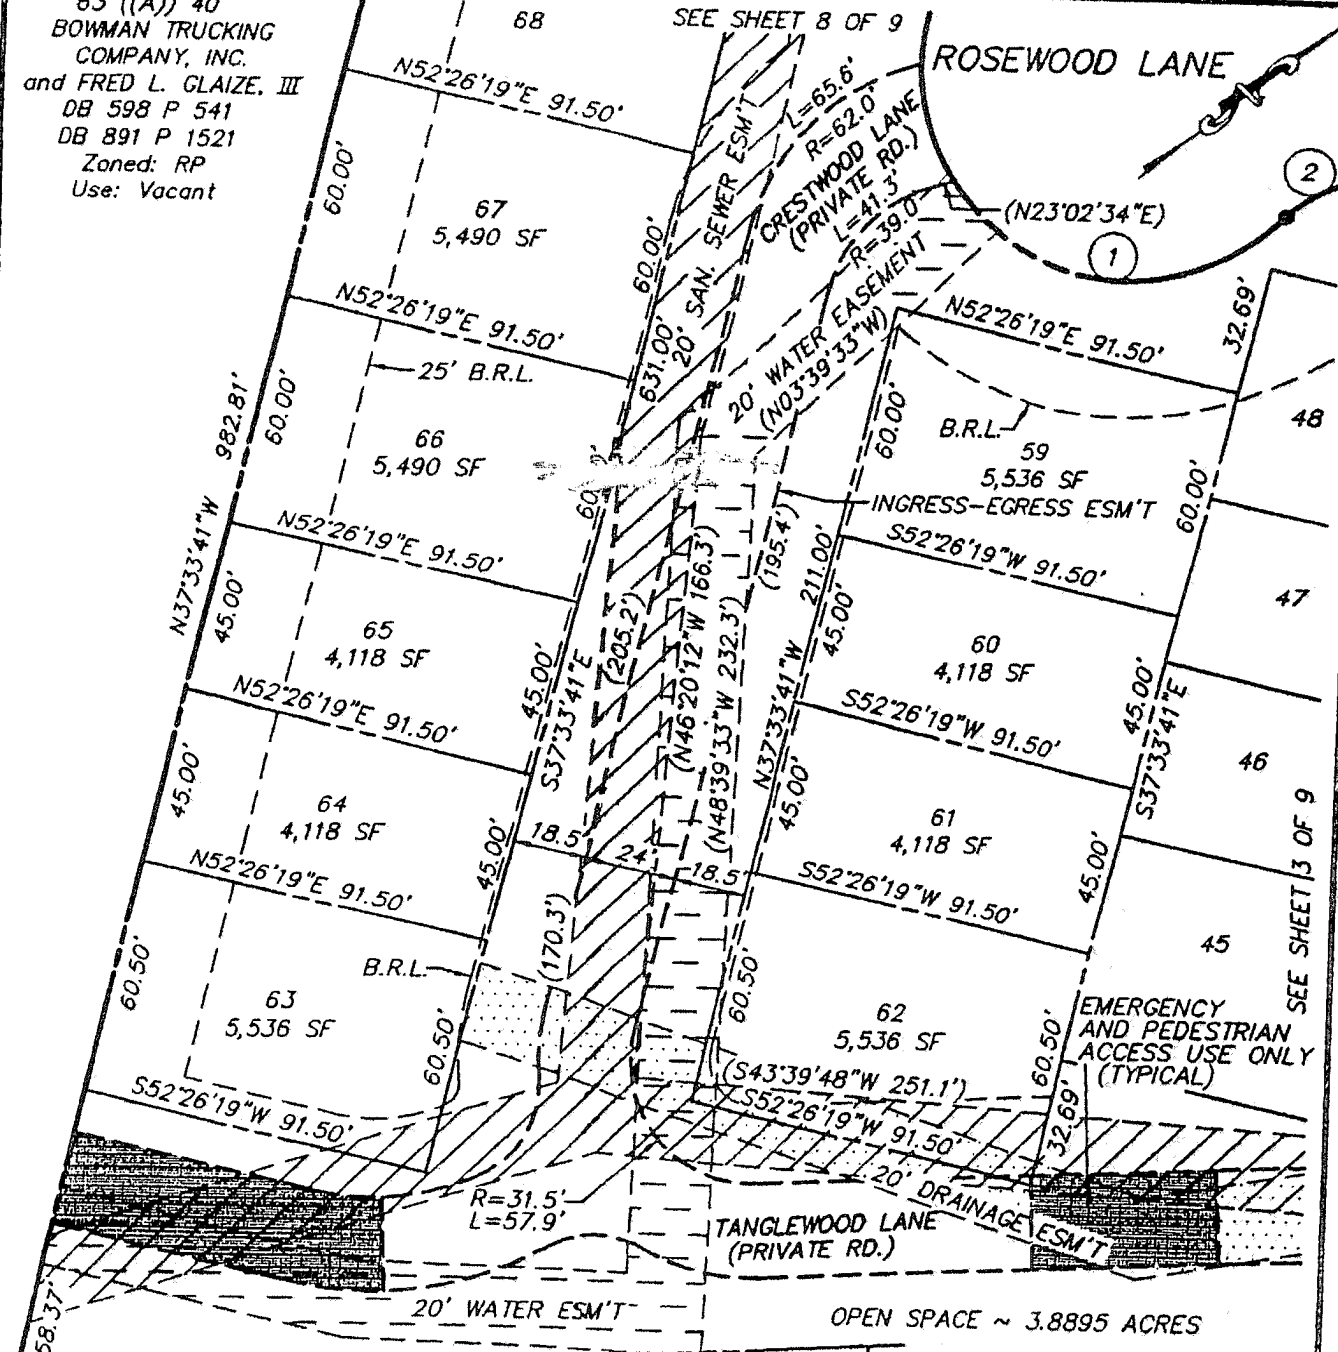 83 ((A)) 40
BOWMAN TRUCKING
COMPANY, INC.
and FRED L. GLAIZE, III
DB 598 P 541
DB 891 P 1521
Zoned: RP
Use: Vacant
68
SEE SHEET 8 OF 9
ROSEWOOD LANE
N52°26'19"E 91.50'
L=65.6'
R=62.0'
CRESTWOOD LANE
(PRIVATE RD.)
L=41.3'
R=39.0'
(N23°02'34"E)
1
2
60.00'
67
5,490 SF
60.00'
631.00'
20' SAN. SEWER ESM'T
20' WATER EASEMENT
(N03°39'33"W)
N52°26'19"E 91.50'
25' B.R.L.
N52°26'19"E 91.50'
32.69'
982.81'
N37°33'41"W
60.00'
66
5,490 SF
60.00'
B.R.L.
59
5,536 SF
60.00'
48
INGRESS-EGRESS ESM'T
(195.4')
211.00'
N37°33'41"W
N52°26'19"E 91.50'
S52°26'19"W 91.50'
47
45.00'
65
4,118 SF
45.00'
S37°33'41"E
(205.2')
(N46°20'12"W 166.3')
(N48°39'33"W 232.3')
45.00'
60
4,118 SF
45.00'
S37°33'41"E
N52°26'19"E 91.50'
S52°26'19"W 91.50'
46
45.00'
64
4,118 SF
45.00'
18.5'
24'
18.5'
45.00'
61
4,118 SF
45.00'
SEE SHEET 3 OF 9
N52°26'19"E 91.50'
S52°26'19"W 91.50'
45
60.50'
B.R.L.
63
5,536 SF
60.50'
(170.3')
60.50'
62
5,536 SF
60.50'
EMERGENCY
AND PEDESTRIAN
ACCESS USE ONLY
(TYPICAL)
(S43°39'48"W 251.1')
S52°26'19"W 91.50'
S52°26'19"W 91.50'
32.69'
R=31.5'
L=57.9'
20' DRAINAGE ESM'T
TANGLEWOOD LANE
(PRIVATE RD.)
58.37'
20' WATER ESM'T
OPEN SPACE ~ 3.8895 ACRES